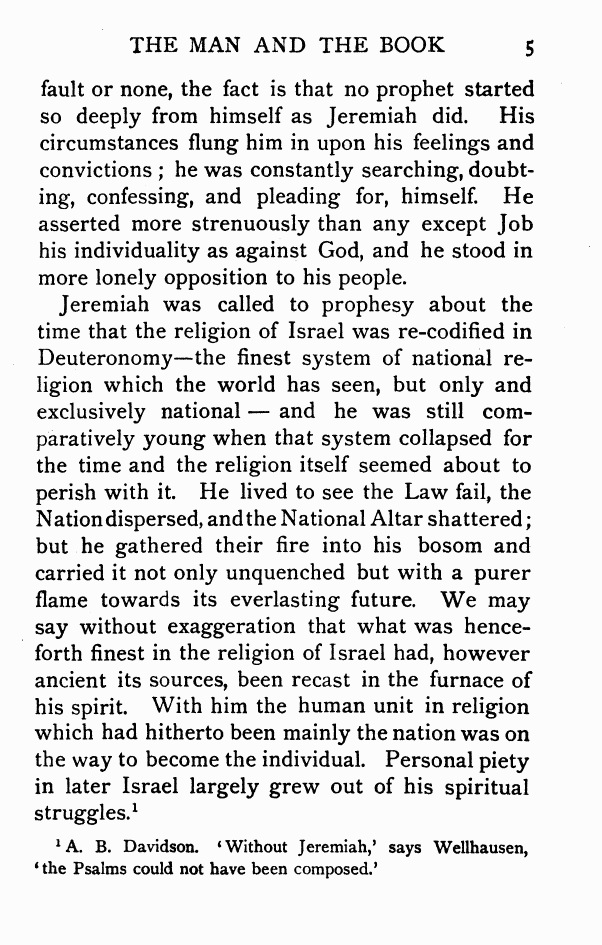 THE MAN AND THE BOOK 5
fault or none, the fact is that no prophet started
so deeply from himself as Jeremiah did. His
circumstances flung him in upon his feelings and
convictions ; he was constantly searching, doubt-
ing, confessing, and pleading for, himself. He
asserted more strenuously than any except Job
his individuality as against God, and he stood in
more lonely opposition to his people.
Jeremiah was called to prophesy about the
time that the religion of Israel was re-codified in
Deuteronomy—the finest system of national re-
ligion which the world has seen, but only and
exclusively national — and he was still com-
paratively young when that system collapsed for
the time and the religion itself seemed about to
perish with it. He lived to see the Law fail, the
Nation dispersed, and the National Altar shattered ;
but he gathered their fire into his bosom and
carried it not only unquenched but with a purer
flame towards its everlasting future. We may
say without exaggeration that what was hence-
forth finest in the religion of Israel had, however
ancient its sources, been recast in the furnace of
his spirit. With him the human unit in religion
which had hitherto been mainly the nation was on
the way to become the individual. Personal piety
in later Israel largely grew out of his spiritual
struggles.¹
¹ A. B. Davidson. ‘Without Jeremiah,’ says Wellhausen,
‘the Psalms could not have been composed.’